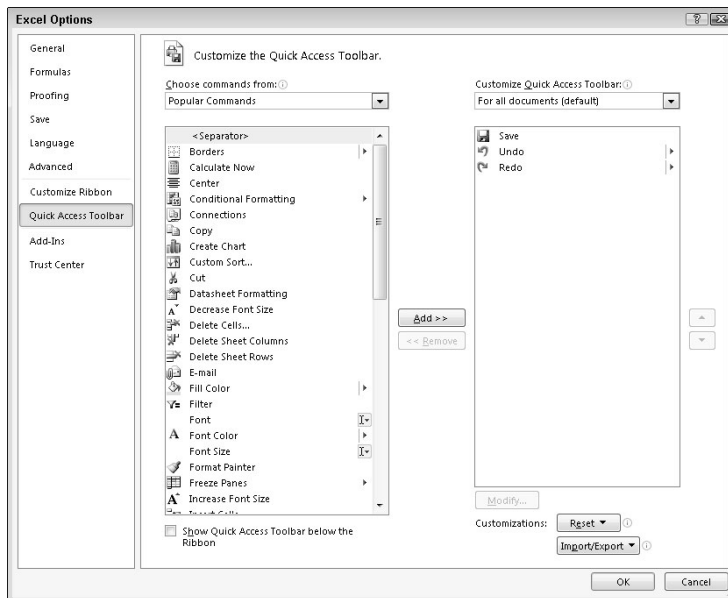 Excel Options
General
Formulas
Proofing
Save
Language
Advanced
Customize Ribbon
Quick Access Toolbar
Add-Ins
Trust Center
Customize the Quick Access Toolbar.
Choose commands from:
Popular Commands
<Separator>
Borders
Calculate Now
Center
Conditional Formatting
Connections
Copy
Create Chart
Custom Sort...
Cut
Datasheet Formatting
Decrease Font Size
Delete Cells...
Delete Sheet Columns
Delete Sheet Rows
E-mail
Fill Color
Filter
Font
Font Color
Font Size
Format Painter
Freeze Panes
Increase Font Size
Show Quick Access Toolbar below the
Ribbon
Add >>
<< Remove
Customize Quick Access Toolbar:
For all documents (default)
Save
Undo
Redo
Modify...
Customizations:
Reset
Import/Export
OK
Cancel